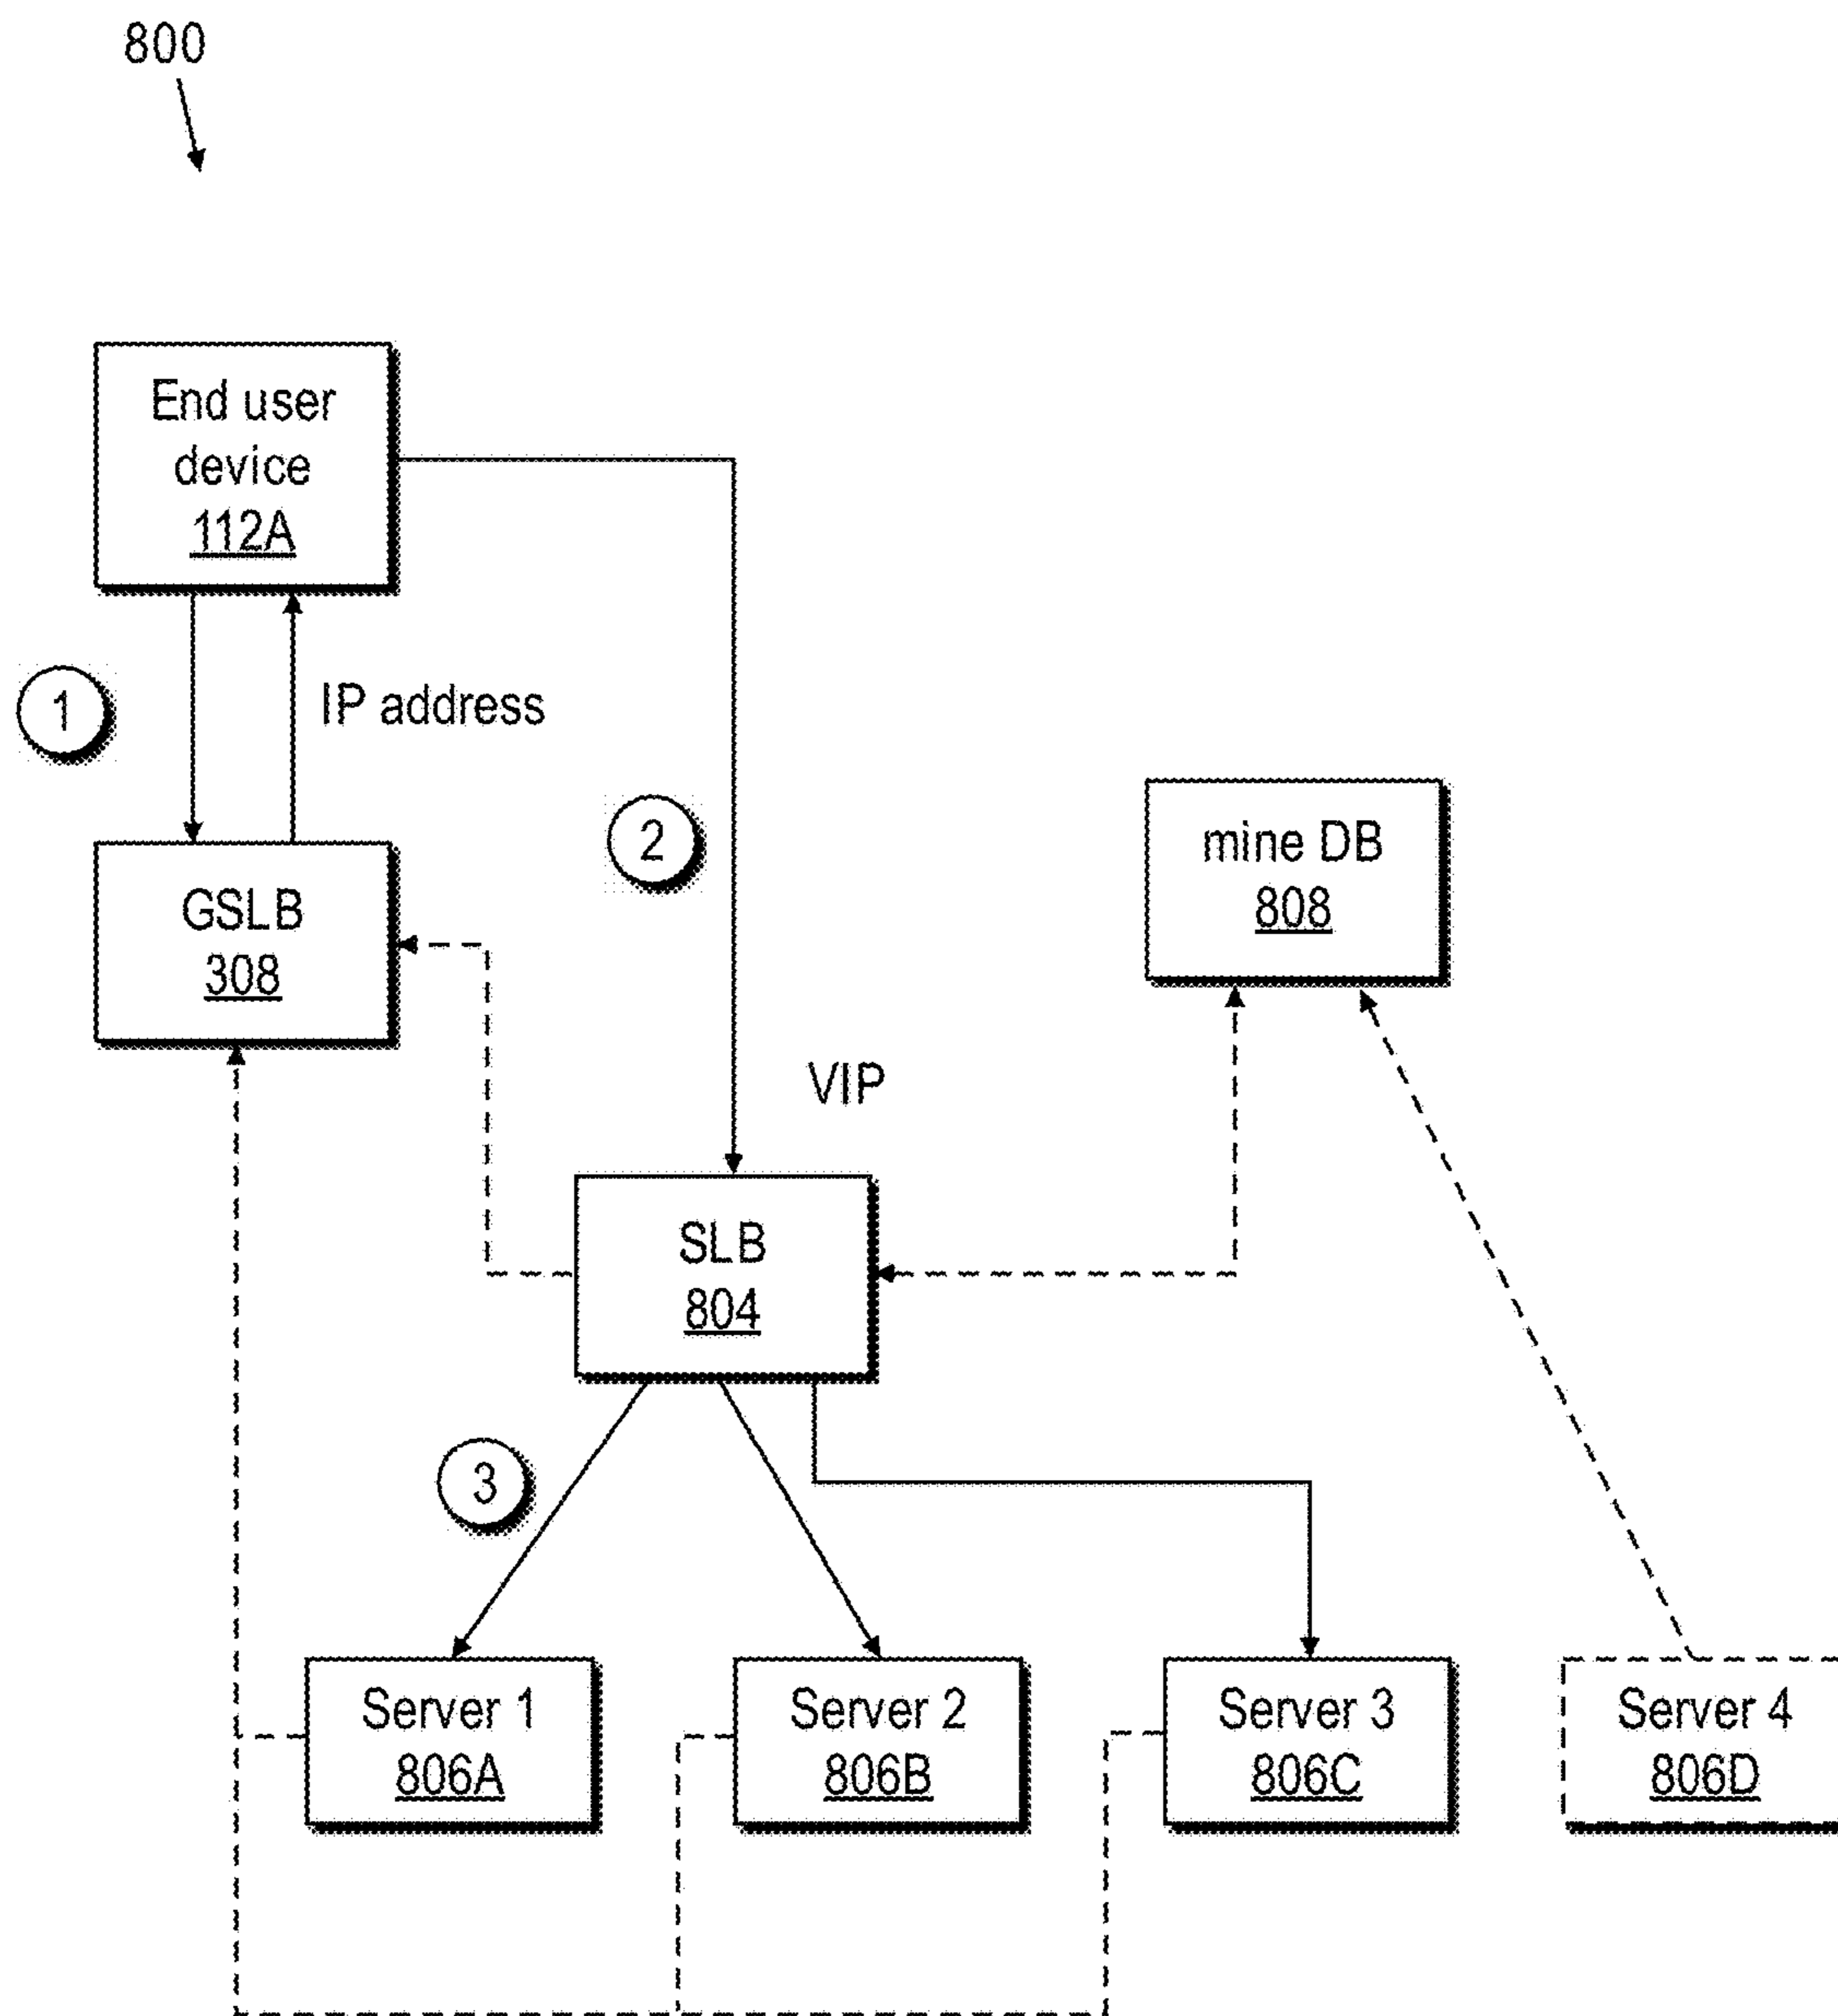 800
End user
device
112A
1
IP address
2
GSLB
308
mine DB
808
VIP
SLB
804
3
Server 1
806A
Server 2
806B
Server 3
806C
Server 4
806D